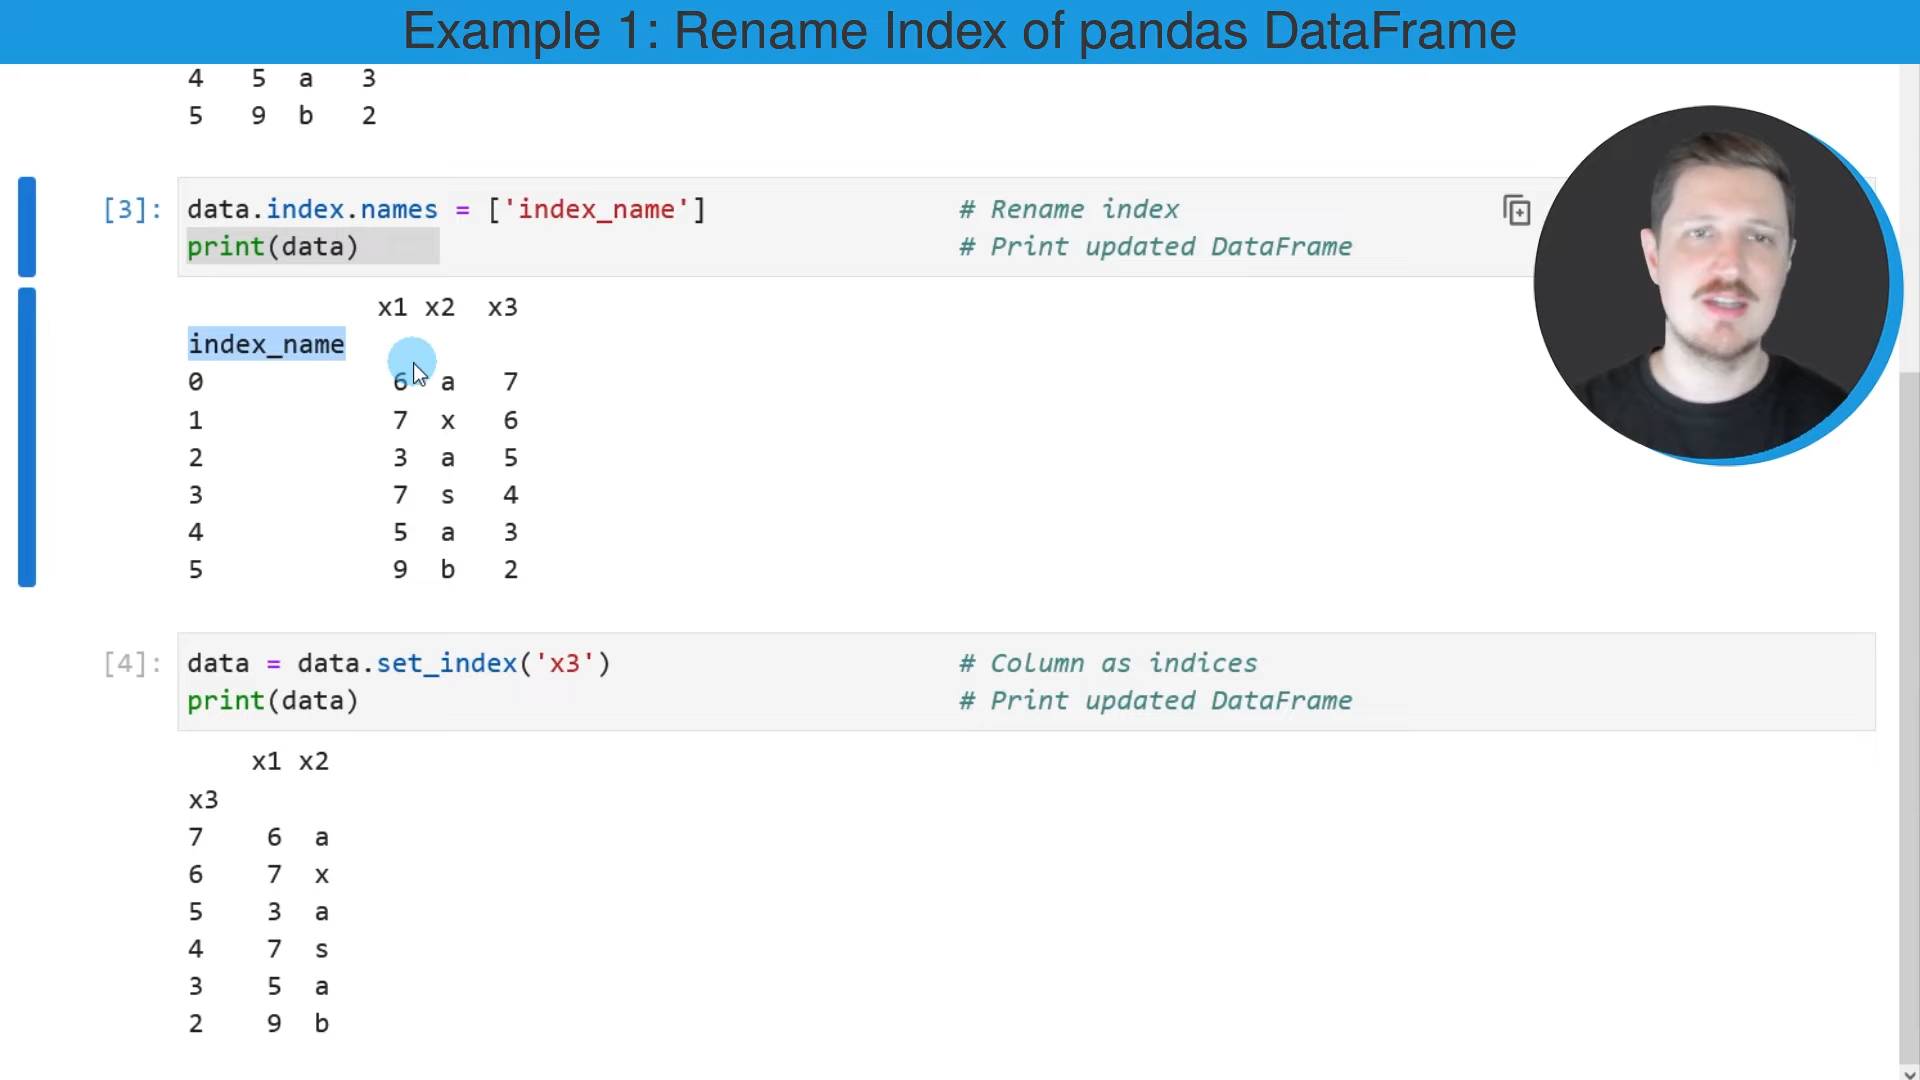 Example 1: Rename Index of pandas DataFrame
4 5 a 3
5 9 b 2
[3]: data.index.names = ['index_name'] # Rename index
print(data) # Print updated DataFrame
x1 x2 x3
index_name
0 6 a 7
1 7 x 6
2 3 a 5
3 7 s 4
4 5 a 3
5 9 b 2
[4]: data = data.set_index('x3') # Column as indices
print(data) # Print updated DataFrame
x1 x2
x3
7 6 a
6 7 x
5 3 a
4 7 s
3 5 a
2 9 b